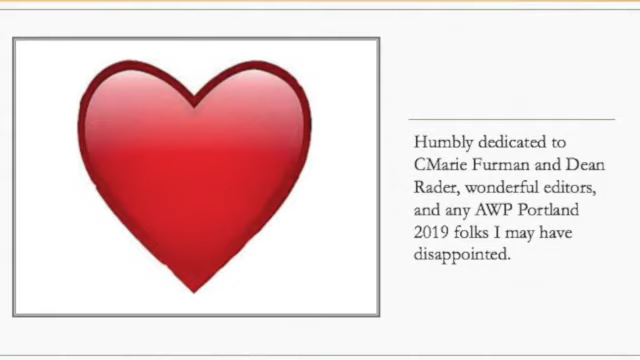 Humbly dedicated to
CMarie Furman and Dean
Rader, wonderful editors,
and any AWP Portland
2019 folks I may have
disappointed.